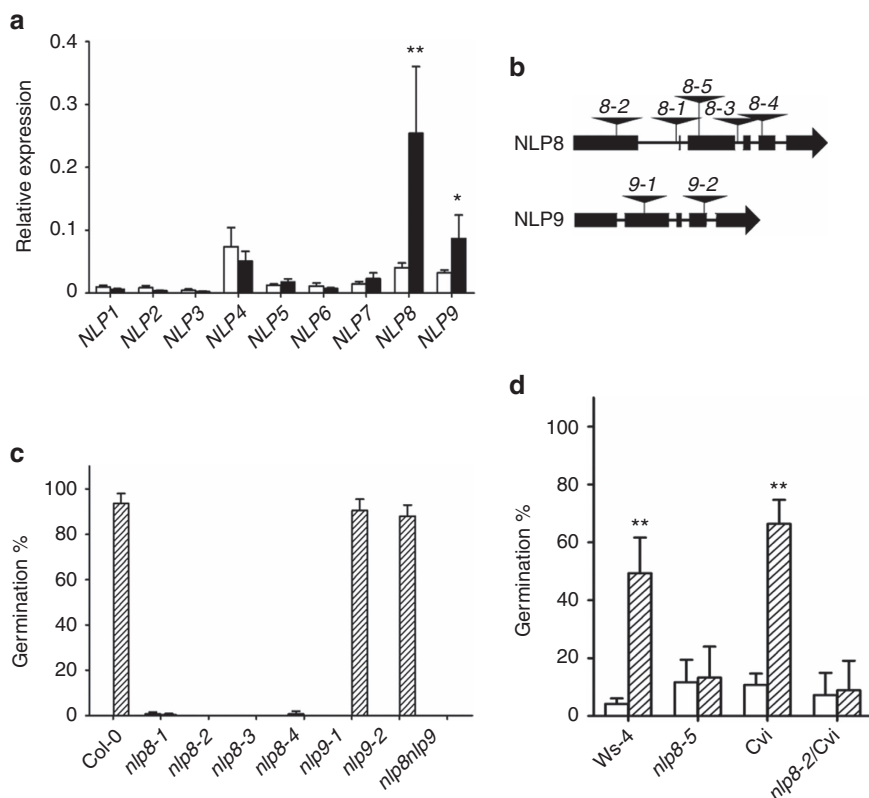 a
0.4
0.3
0.2
0.1
0
Relative expression
**
*
NLP1
NLP2
NLP3
NLP4
NLP5
NLP6
NLP7
NLP8
NLP9
b
8-5
8-2
8-1
8-3
8-4
NLP8
9-1
9-2
NLP9
c
100
80
60
40
20
0
Germination %
Col-0
nlp8-1
nlp8-2
nlp8-3
nlp8-4
nlp9-1
nlp9-2
nlp8nlp9
d
100
80
60
40
20
0
Germination %
**
**
Ws-4
nlp8-5
Cvi
nlp8-2/Cvi